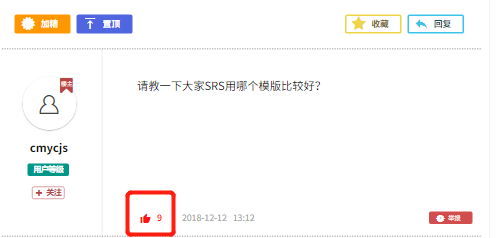 加精 置顶 收藏 回复
楼主
请教一下大家SRS用哪个模版比较好？
cmycjs
用户等级
+ 关注
9 2018-12-12 13:12 举报